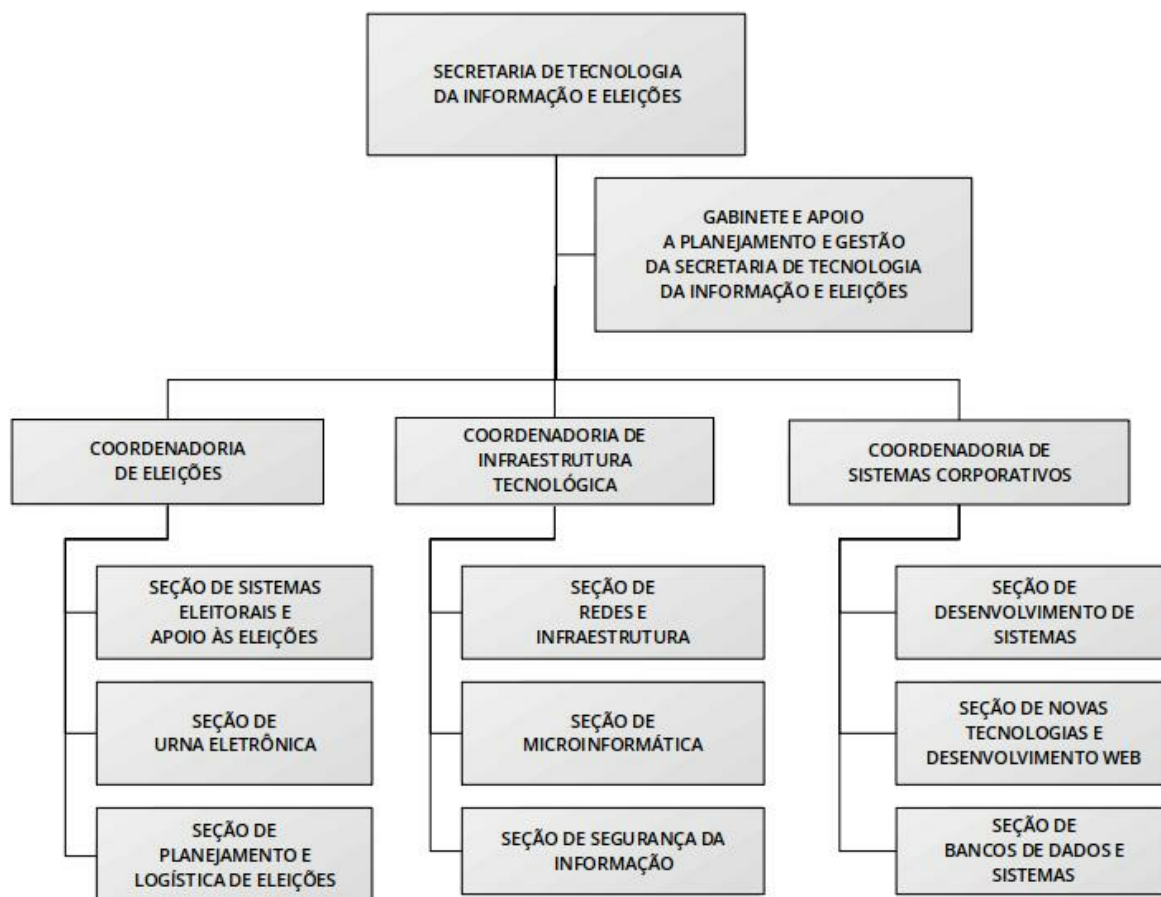 SECRETARIA DE TECNOLOGIA
DA INFORMAÇÃO E ELEIÇÕES
GABINETE E APOIO
A PLANEJAMENTO E GESTÃO
DA SECRETARIA DE TECNOLOGIA
DA INFORMAÇÃO E ELEIÇÕES
COORDENADORIA
DE ELEIÇÕES
COORDENADORIA DE
INFRAESTRUTURA
TECNOLÓGICA
COORDENADORIA DE
SISTEMAS CORPORATIVOS
SEÇÃO DE SISTEMAS
ELEITORAIS E
APOIO ÀS ELEIÇÕES
SEÇÃO DE
REDES E
INFRAESTRUTURA
SEÇÃO DE
DESENVOLVIMENTO DE
SISTEMAS
SEÇÃO DE
URNA ELETRÔNICA
SEÇÃO DE
MICROINFORMÁTICA
SEÇÃO DE NOVAS
TECNOLOGIAS E
DESENVOLVIMENTO WEB
SEÇÃO DE
PLANEJAMENTO E
LOGÍSTICA DE ELEIÇÕES
SEÇÃO DE SEGURANÇA DA
INFORMAÇÃO
SEÇÃO DE
BANCOS DE DADOS E
SISTEMAS